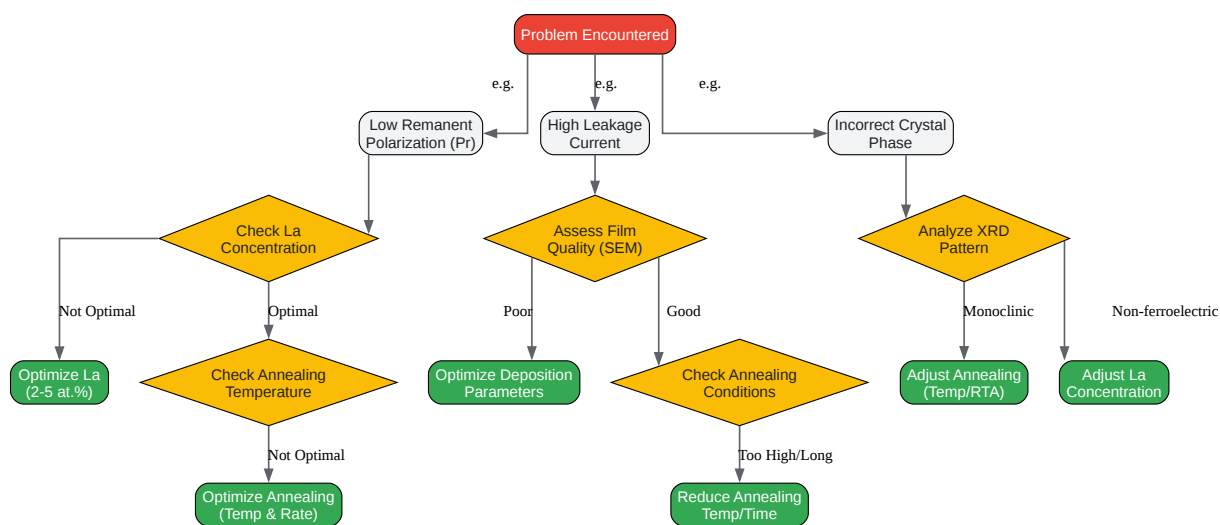 Problem Encountered
e.g.
e.g.
e.g.
Low Remanent
Polarization (Pr)
High Leakage
Current
Incorrect Crystal
Phase
Check La
Concentration
Assess Film
Quality (SEM)
Analyze XRD
Pattern
Not Optimal
Optimal
Poor
Good
Monoclinic
Non-ferroelectric
Optimize La
(2-5 at.%)
Check Annealing
Temperature
Optimize Deposition
Parameters
Check Annealing
Conditions
Adjust Annealing
(Temp/RTA)
Adjust La
Concentration
Not Optimal
Too High/Long
Optimize Annealing
(Temp & Rate)
Reduce Annealing
Temp/Time